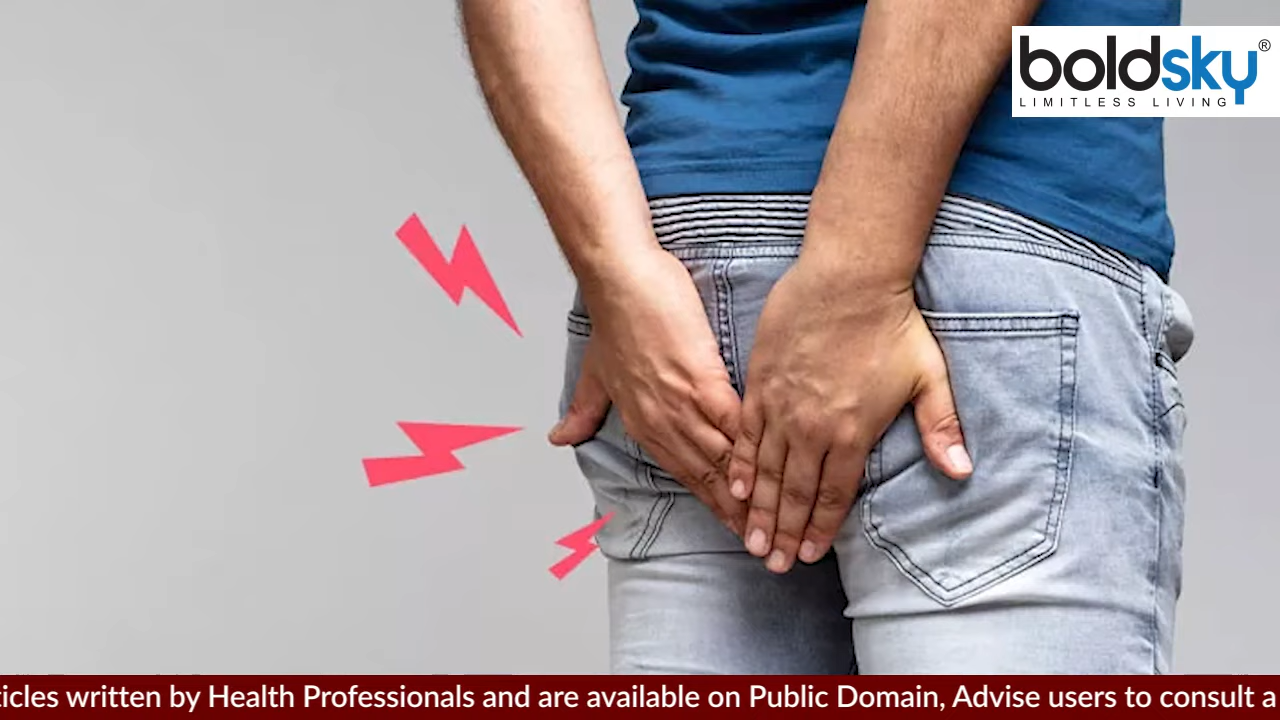 boldsky®
LIMITLESS LIVING
ticles written by Health Professionals and are available on Public Domain, Advise users to consult a